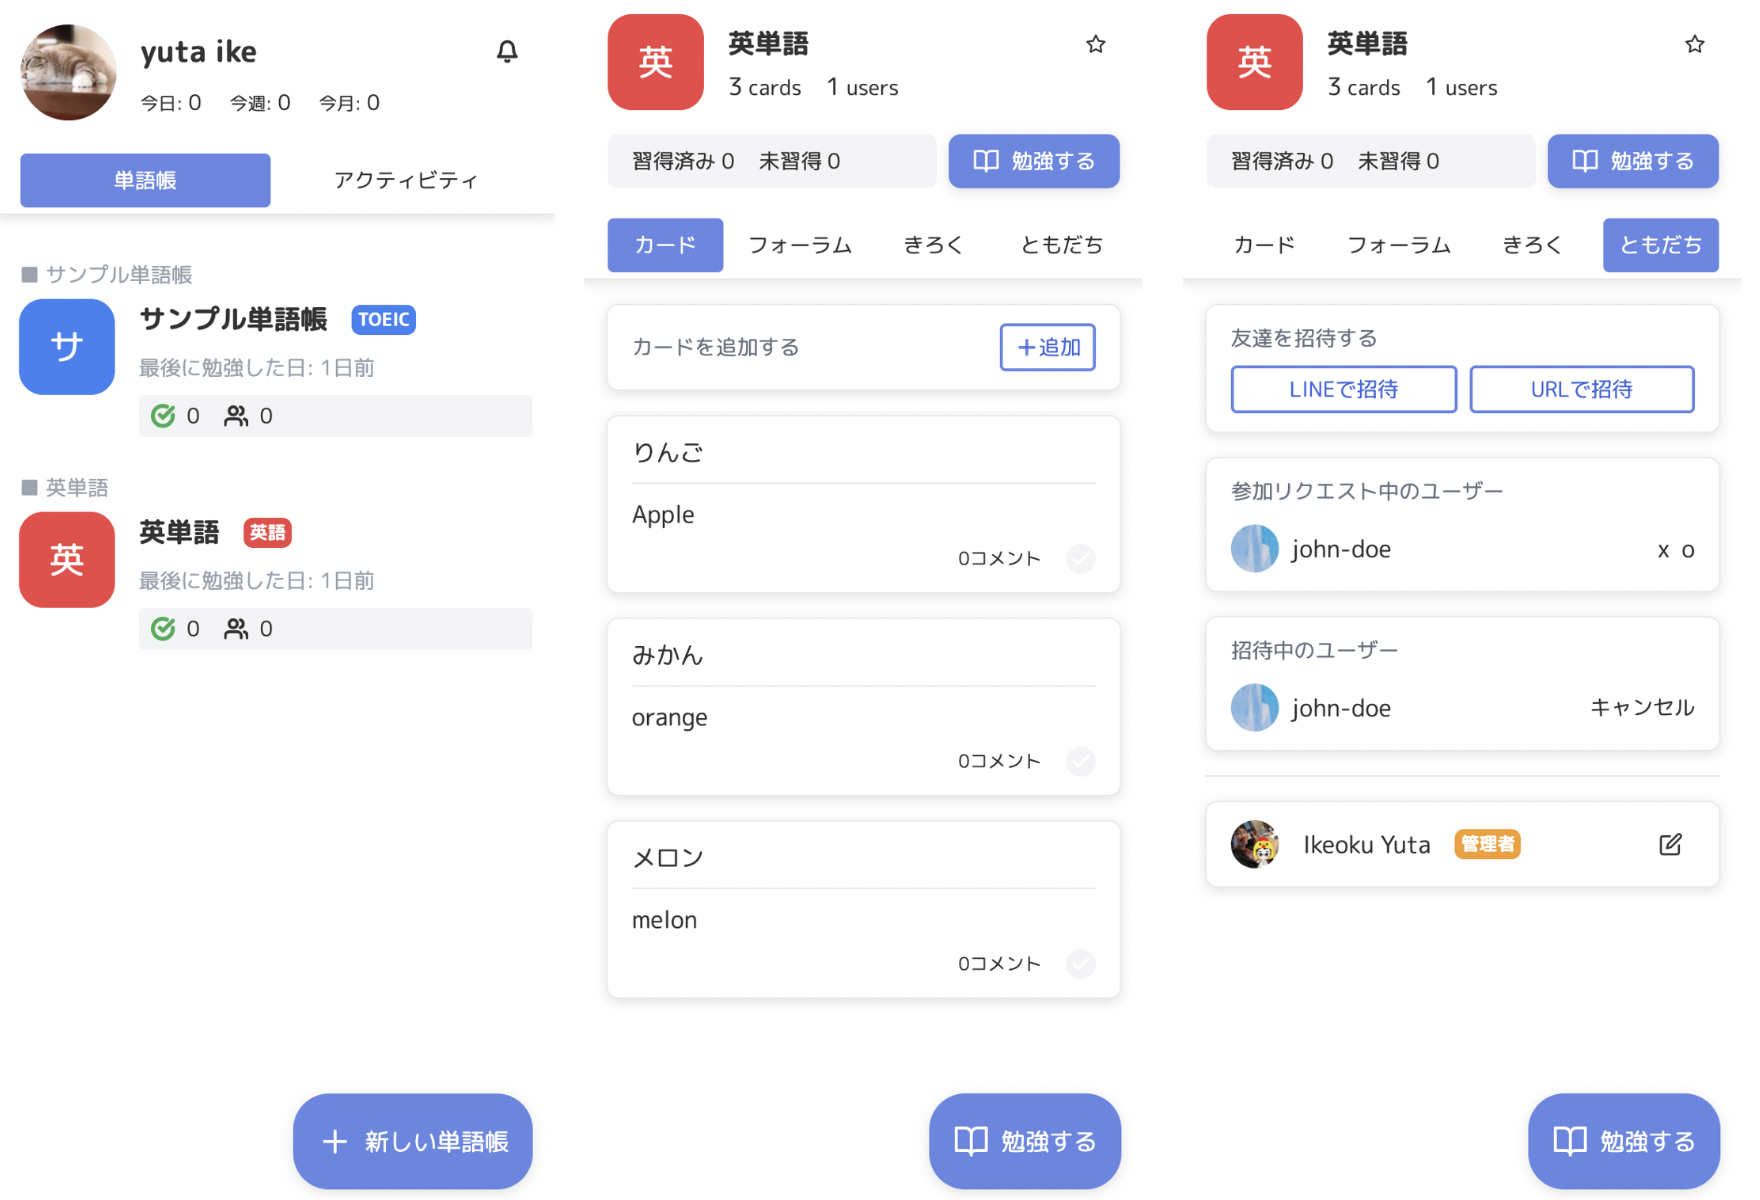 yuta ike
今日: 0 今週: 0 今月: 0
単語帳 アクティビティ
サンプル単語帳
サ
サンプル単語帳 TOEIC
最後に勉強した日: 1日前
0 0
英単語
英
英単語 英語
最後に勉強した日: 1日前
0 0
+ 新しい単語帳
英
英単語
3 cards 1 users
習得済み 0 未習得 0
勉強する
カード フォーラム きろく ともだち
カードを追加する
+追加
りんご
Apple
0コメント
みかん
orange
0コメント
メロン
melon
0コメント
勉強する
英
英単語
3 cards 1 users
習得済み 0 未習得 0
勉強する
カード フォーラム きろく ともだち
友達を招待する
LINEで招待 URLで招待
参加リクエスト中のユーザー
john-doe x o
招待中のユーザー
john-doe キャンセル
Ikeoku Yuta 管理者
勉強する